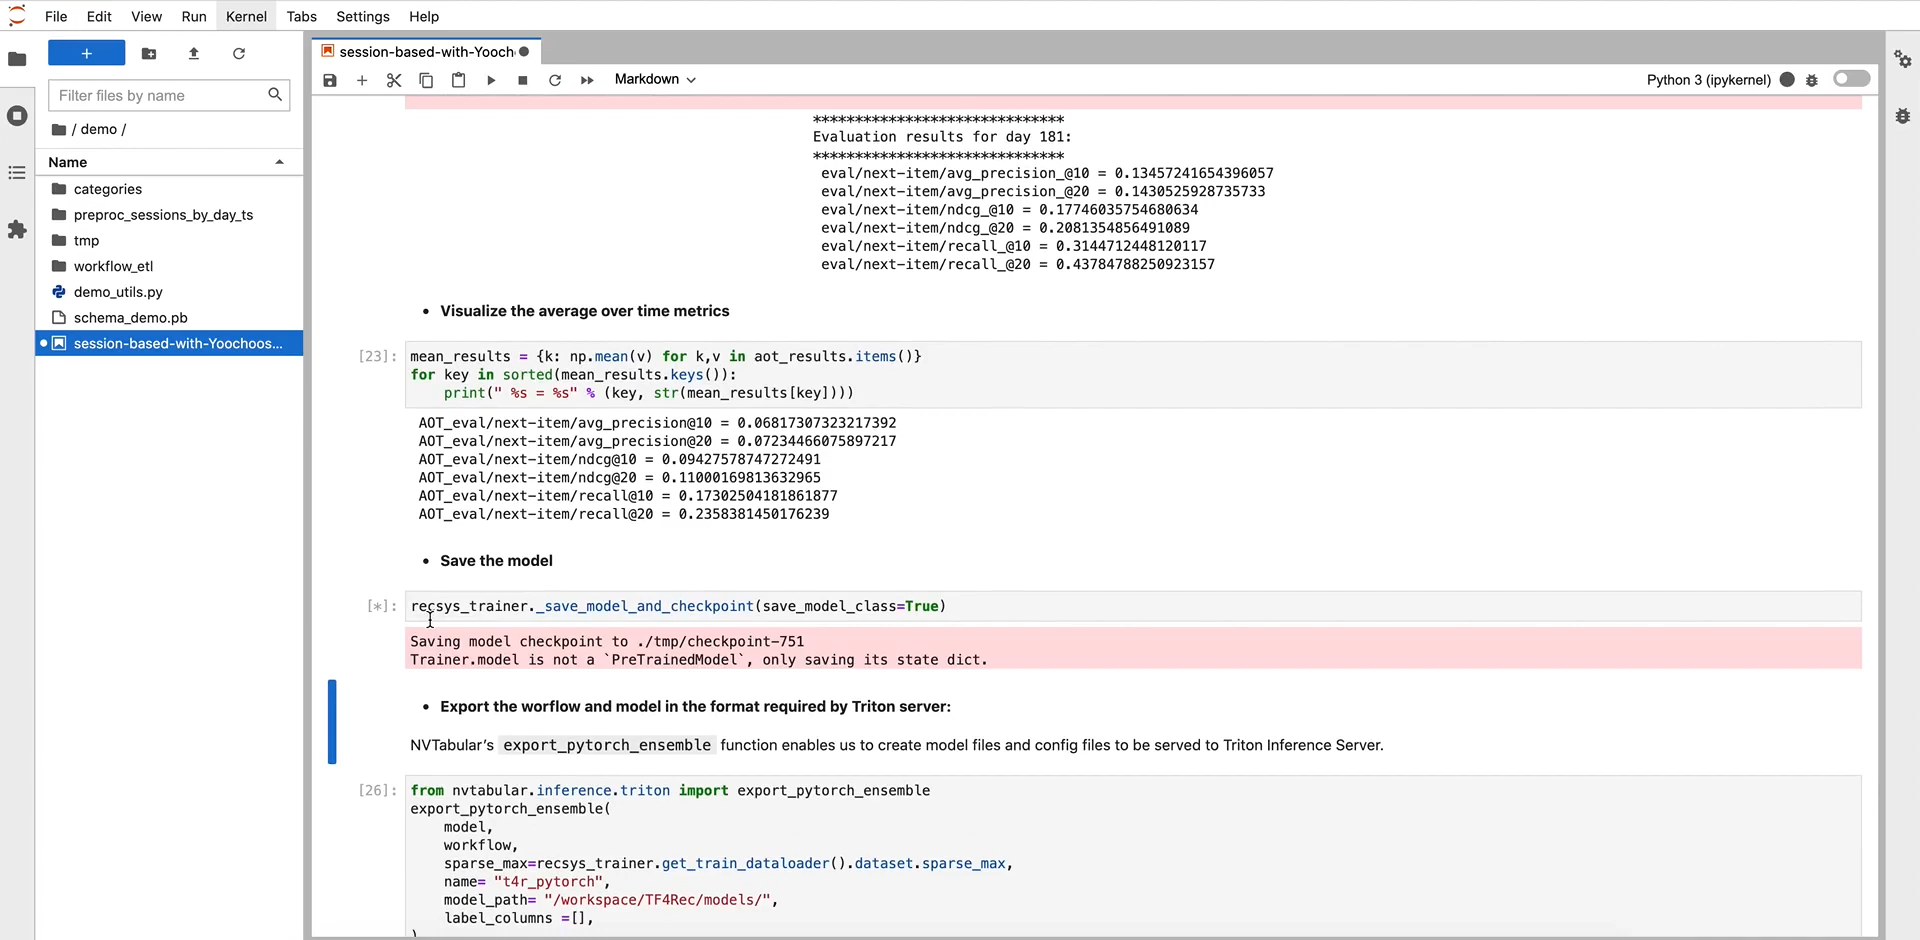 File Edit View Run Kernel Tabs Settings Help
+
Filter files by name
/ demo /
Name
categories
preproc_sessions_by_day_ts
tmp
workflow_etl
demo_utils.py
schema_demo.pb
session-based-with-Yoochoos...
session-based-with-Yooch
Markdown
Python 3 (ipykernel)
******************************
Evaluation results for day 181:
******************************
eval/next-item/avg_precision_@10 = 0.13457241654396057
eval/next-item/avg_precision_@20 = 0.1430525928735733
eval/next-item/ndcg_@10 = 0.17746035754680634
eval/next-item/ndcg_@20 = 0.2081354856491089
eval/next-item/recall_@10 = 0.3144712448120117
eval/next-item/recall_@20 = 0.43784788250923157
• Visualize the average over time metrics
[23]: mean_results = {k: np.mean(v) for k,v in aot_results.items()}
for key in sorted(mean_results.keys()):
    print(" %s = %s" % (key, str(mean_results[key])))
AOT_eval/next-item/avg_precision@10 = 0.06817307323217392
AOT_eval/next-item/avg_precision@20 = 0.07234466075897217
AOT_eval/next-item/ndcg@10 = 0.09427578747272491
AOT_eval/next-item/ndcg@20 = 0.11000169813632965
AOT_eval/next-item/recall@10 = 0.17302504181861877
AOT_eval/next-item/recall@20 = 0.2358381450176239
• Save the model
[*]: recsys_trainer._save_model_and_checkpoint(save_model_class=True)
Saving model checkpoint to ./tmp/checkpoint-751
Trainer.model is not a `PreTrainedModel`, only saving its state dict.
• Export the worflow and model in the format required by Triton server:
NVTabular's export_pytorch_ensemble function enables us to create model files and config files to be served to Triton Inference Server.
[26]: from nvtabular.inference.triton import export_pytorch_ensemble
export_pytorch_ensemble(
    model,
    workflow,
    sparse_max=recsys_trainer.get_train_dataloader().dataset.sparse_max,
    name= "t4r_pytorch",
    model_path= "/workspace/TF4Rec/models/",
    label_columns =[],
)